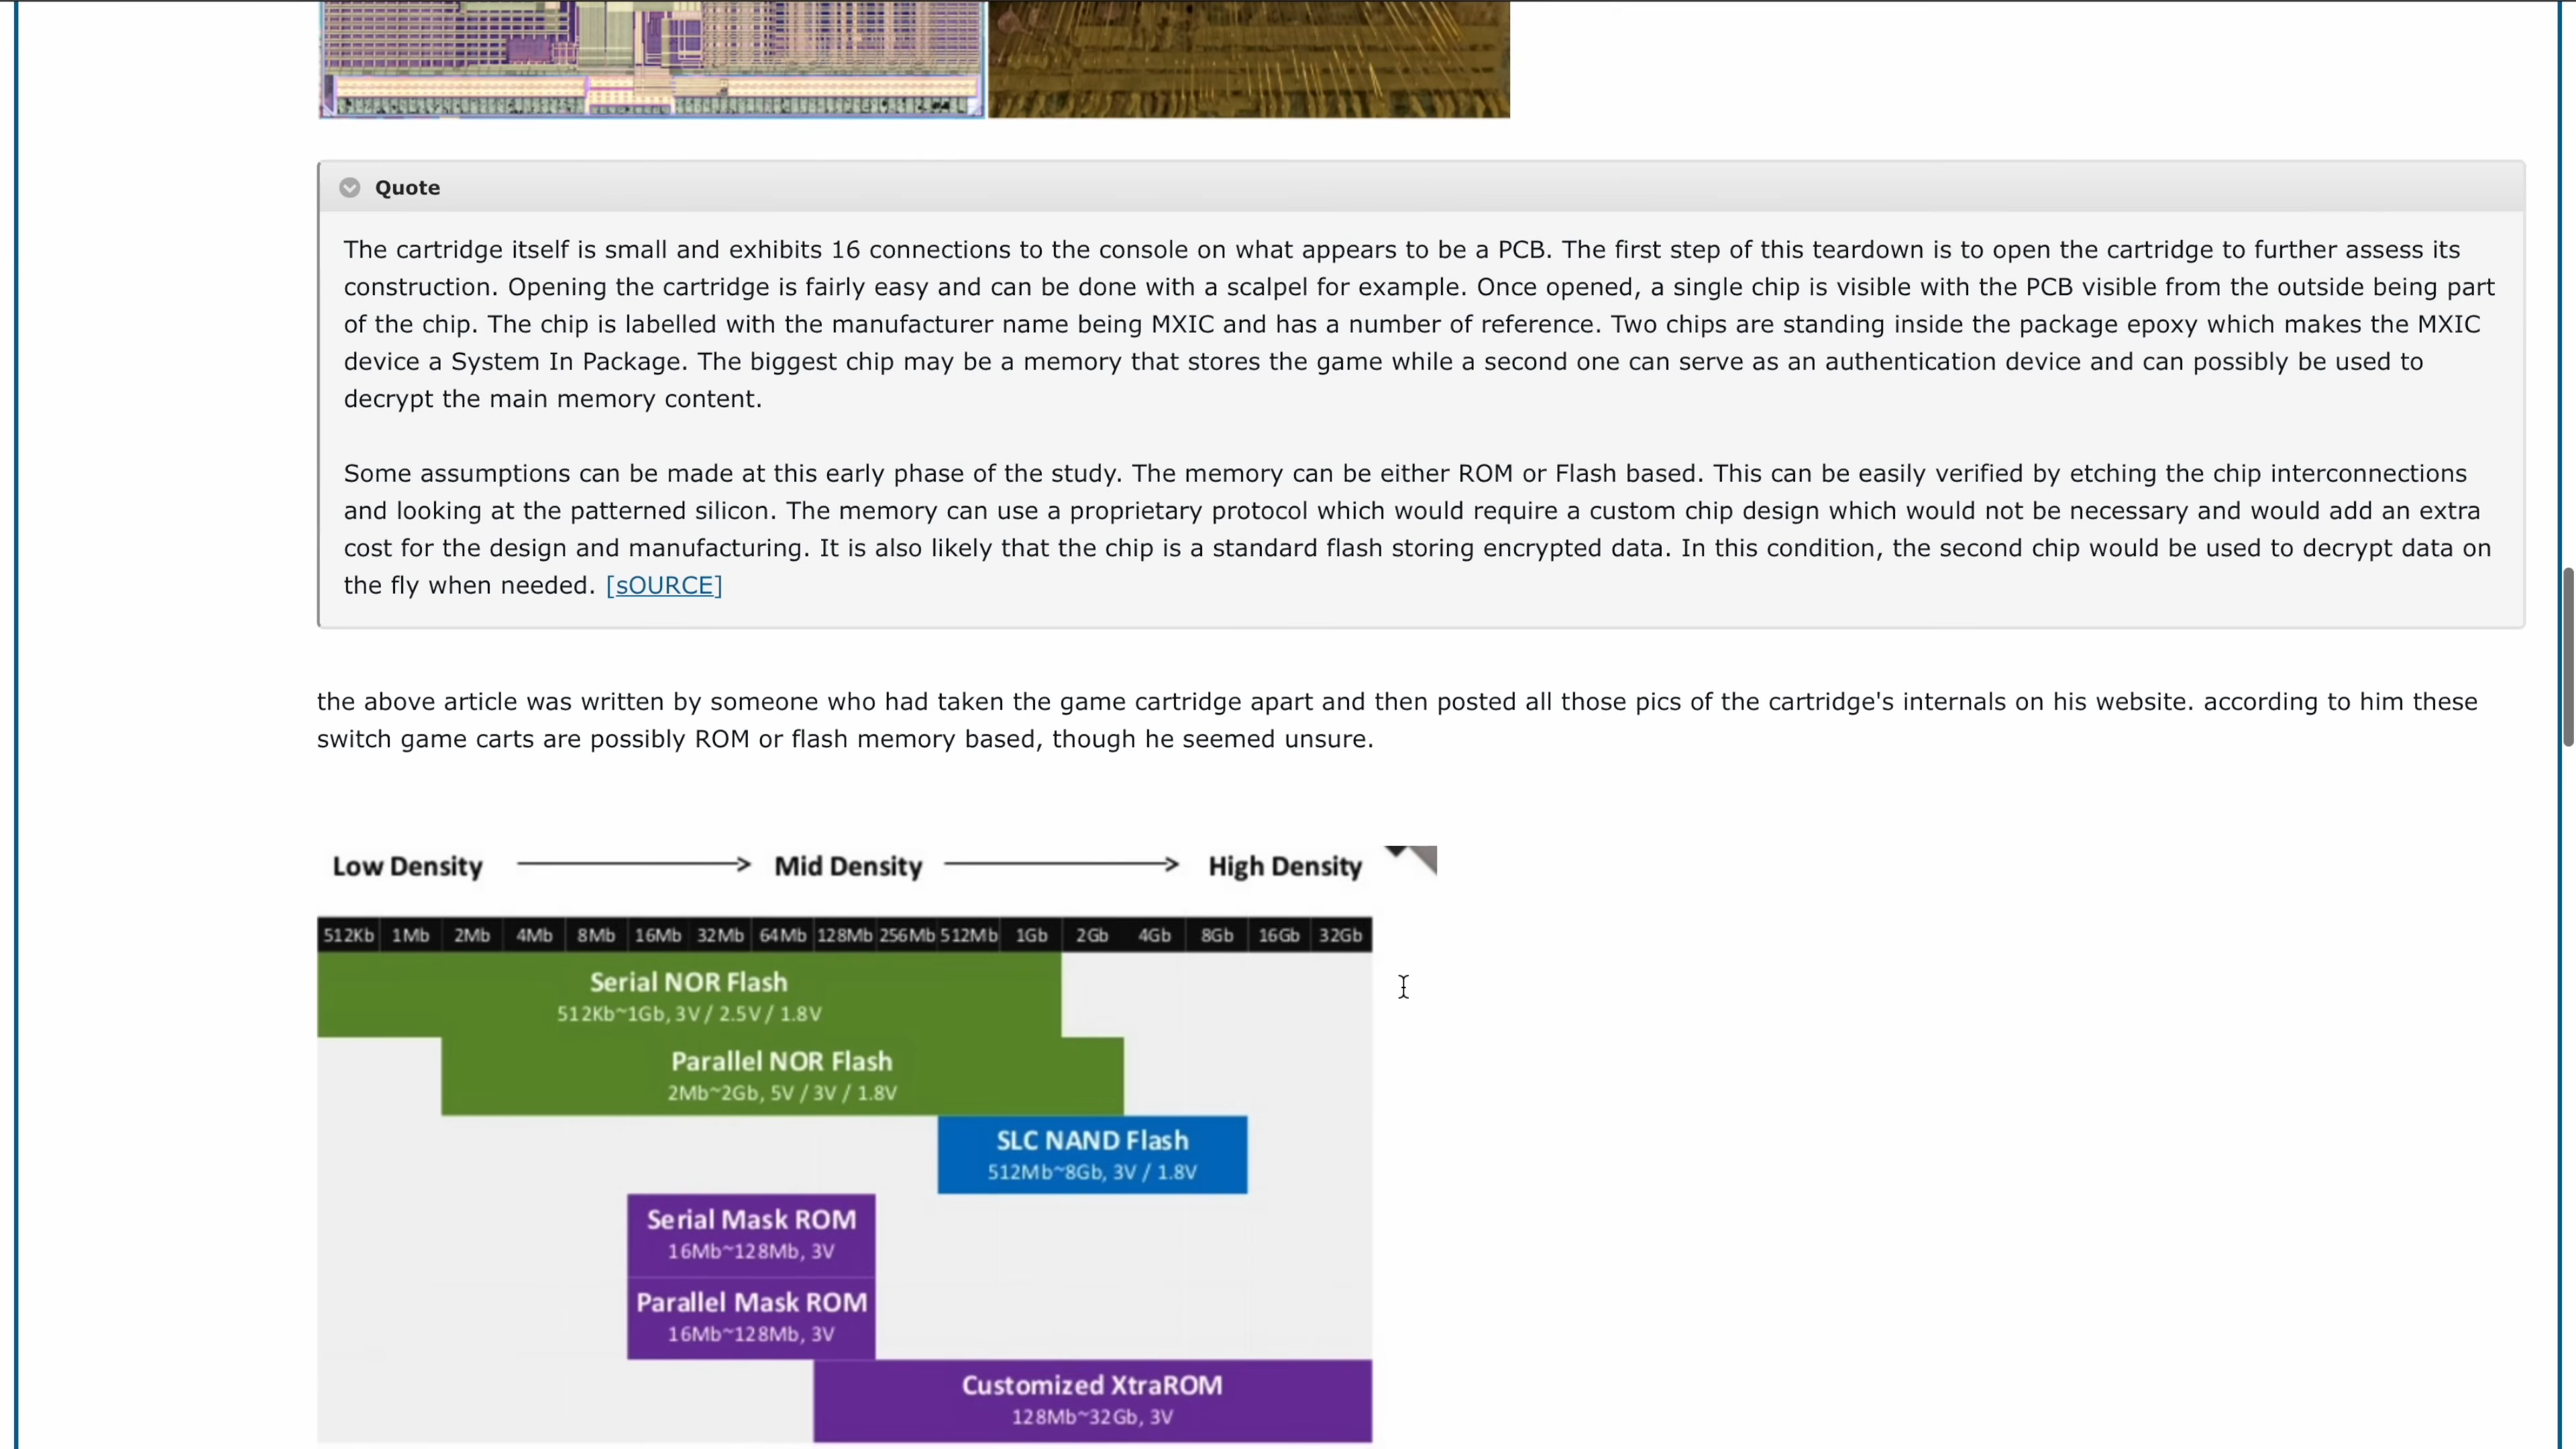 Quote
The cartridge itself is small and exhibits 16 connections to the console on what appears to be a PCB. The first step of this teardown is to open the cartridge to further assess its
construction. Opening the cartridge is fairly easy and can be done with a scalpel for example. Once opened, a single chip is visible with the PCB visible from the outside being part
of the chip. The chip is labelled with the manufacturer name being MXIC and has a number of reference. Two chips are standing inside the package epoxy which makes the MXIC
device a System In Package. The biggest chip may be a memory that stores the game while a second one can serve as an authentication device and can possibly be used to
decrypt the main memory content.
Some assumptions can be made at this early phase of the study. The memory can be either ROM or Flash based. This can be easily verified by etching the chip interconnections
and looking at the patterned silicon. The memory can use a proprietary protocol which would require a custom chip design which would not be necessary and would add an extra
cost for the design and manufacturing. It is also likely that the chip is a standard flash storing encrypted data. In this condition, the second chip would be used to decrypt data on
the fly when needed. [sOURCE]
the above article was written by someone who had taken the game cartridge apart and then posted all those pics of the cartridge's internals on his website. according to him these
switch game carts are possibly ROM or flash memory based, though he seemed unsure.
Low Density Mid Density High Density
512Kb 1Mb 2Mb 4Mb 8Mb 16Mb 32Mb 64Mb 128Mb 256Mb 512Mb 1Gb 2Gb 4Gb 8Gb 16Gb 32Gb
Serial NOR Flash
512Kb~1Gb, 3V / 2.5V / 1.8V
Parallel NOR Flash
2Mb~2Gb, 5V / 3V / 1.8V
SLC NAND Flash
512Mb~8Gb, 3V / 1.8V
Serial Mask ROM
16Mb~128Mb, 3V
Parallel Mask ROM
16Mb~128Mb, 3V
Customized XtraROM
128Mb~32Gb, 3V